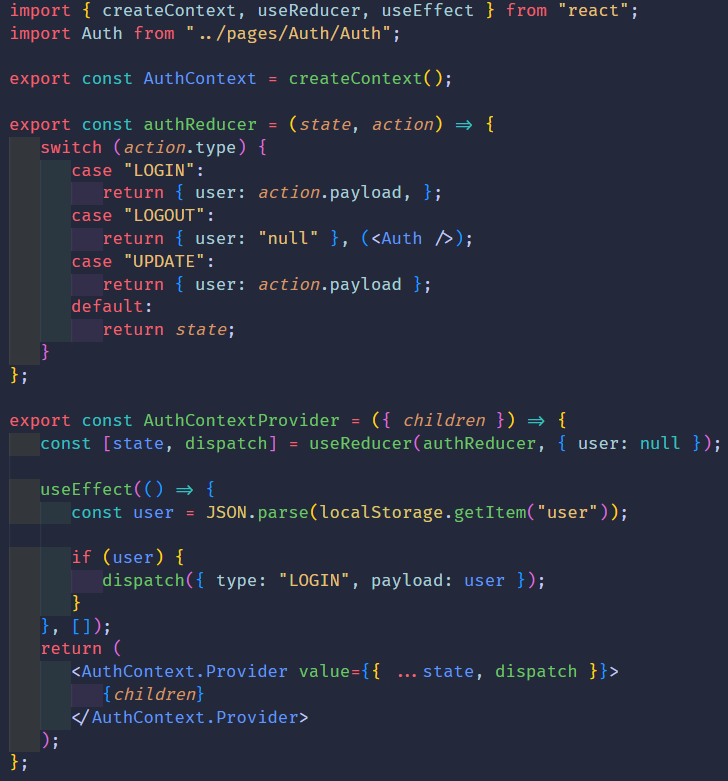 import { createContext, useReducer, useEffect } from "react";
import Auth from "../pages/Auth/Auth";
export const AuthContext = createContext();
export const authReducer = (state, action) => {
switch (action.type) {
case "LOGIN":
return { user: action.payload, };
case "LOGOUT":
return { user: "null" }, (<Auth />);
case "UPDATE":
return { user: action.payload };
default:
return state;
}
};
export const AuthContextProvider = ({ children }) => {
const [state, dispatch] = useReducer(authReducer, { user: null });
useEffect(() => {
const user = JSON.parse(localStorage.getItem("user"));
if (user) {
dispatch({ type: "LOGIN", payload: user });
}
}, []);
return (
<AuthContext.Provider value={{ ...state, dispatch }}>
{children}
</AuthContext.Provider>
);
};